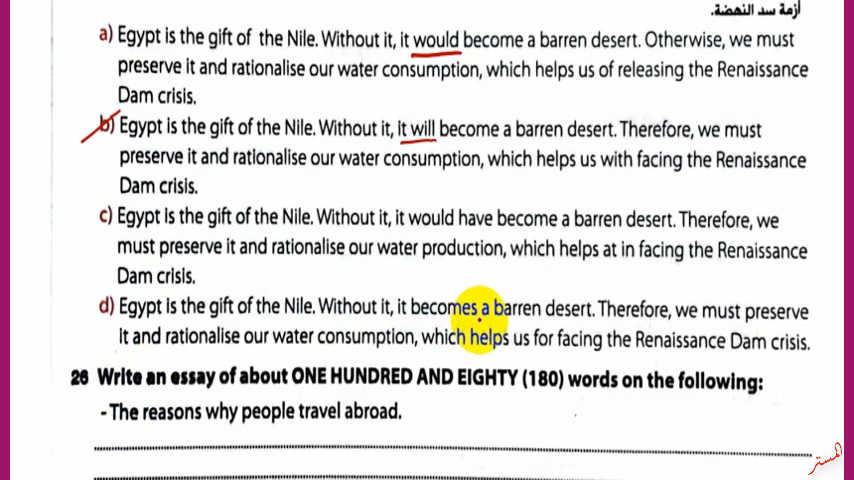 أزمة سد النهضة.
a) Egypt is the gift of the Nile. Without it, it would become a barren desert. Otherwise, we must
preserve it and rationalise our water consumption, which helps us of releasing the Renaissance
Dam crisis.
b) Egypt is the gift of the Nile. Without it, it will become a barren desert. Therefore, we must
preserve it and rationalise our water consumption, which helps us with facing the Renaissance
Dam crisis.
c) Egypt is the gift of the Nile. Without it, it would have become a barren desert. Therefore, we
must preserve it and rationalise our water production, which helps at in facing the Renaissance
Dam crisis.
d) Egypt is the gift of the Nile. Without it, it becomes a barren desert. Therefore, we must preserve
it and rationalise our water consumption, which helps us for facing the Renaissance Dam crisis.
26 Write an essay of about ONE HUNDRED AND EIGHTY (180) words on the following:
- The reasons why people travel abroad.
المستر